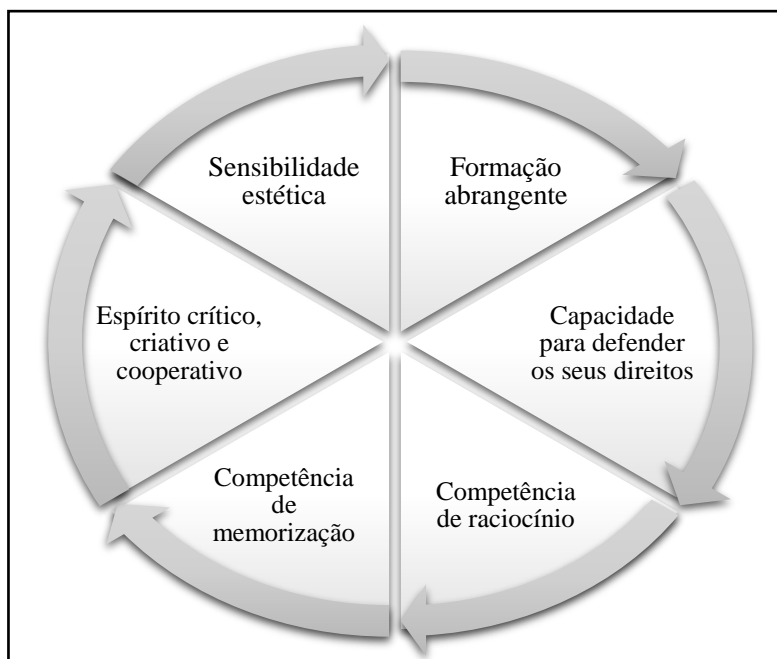 Sensibilidade
estética
Formação
abrangente
Capacidade
para defender
os seus direitos
Competência
de raciocínio
Competência
de
memorização
Espírito crítico,
criativo e
cooperativo